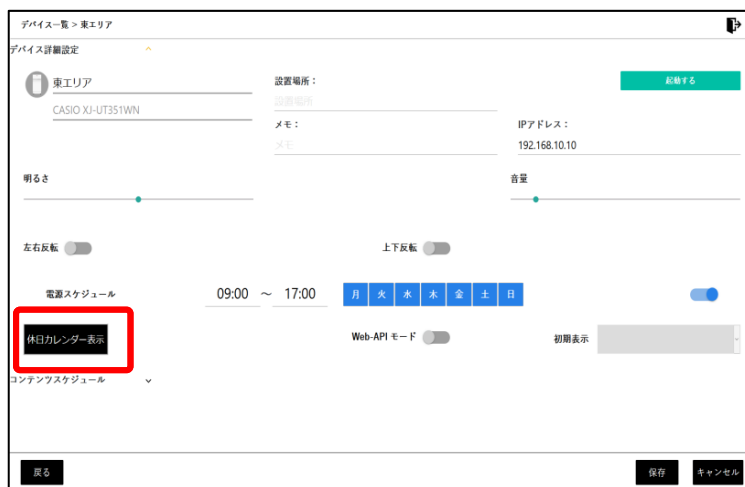 デバイス一覧 > 東エリア
デバイス詳細設定
東エリア
設置場所：
起動する
設置場所
CASIO XJ-UT351WN
メモ：
IPアドレス：
メモ
192.168.10.10
明るさ
音量
左右反転
上下反転
電源スケジュール 09:00 ～ 17:00 月 火 水 木 金 土 日
休日カレンダー表示
Web-API モード
初期表示
コンテンツスケジュール
戻る
保存
キャンセル